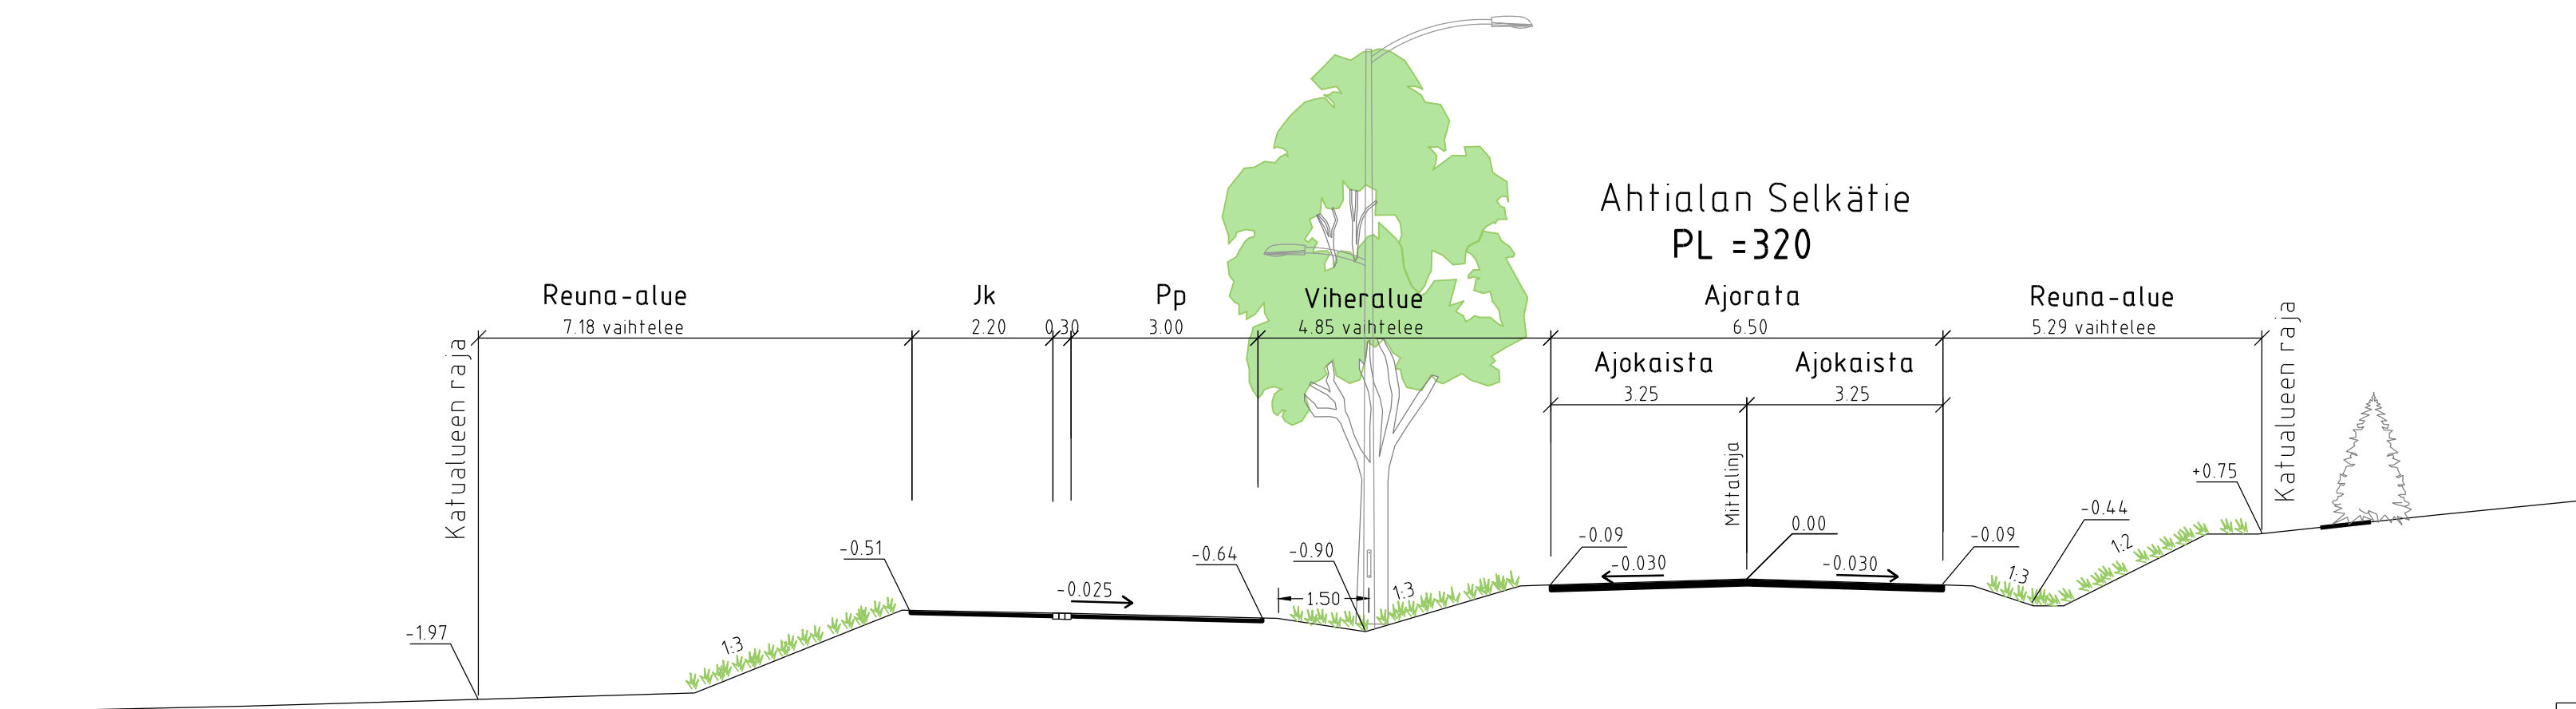 Ahtialan Selkätie
PL =320
Reuna-alue
7.18 vaihtelee
Jk
2.20
0.30
Pp
3.00
Viheralue
4.85 vaihtelee
Ajorata
6.50
Reuna-alue
5.29 vaihtelee
Katualueen raja
Katualueen raja
Ajokaista
3.25
Ajokaista
3.25
Mittalinja
-1.97
1:3
-0.51
-0.025
-0.64
-0.90
1.50
1:3
-0.09
-0.030
0.00
-0.030
-0.09
1:3
-0.44
1:2
+0.75